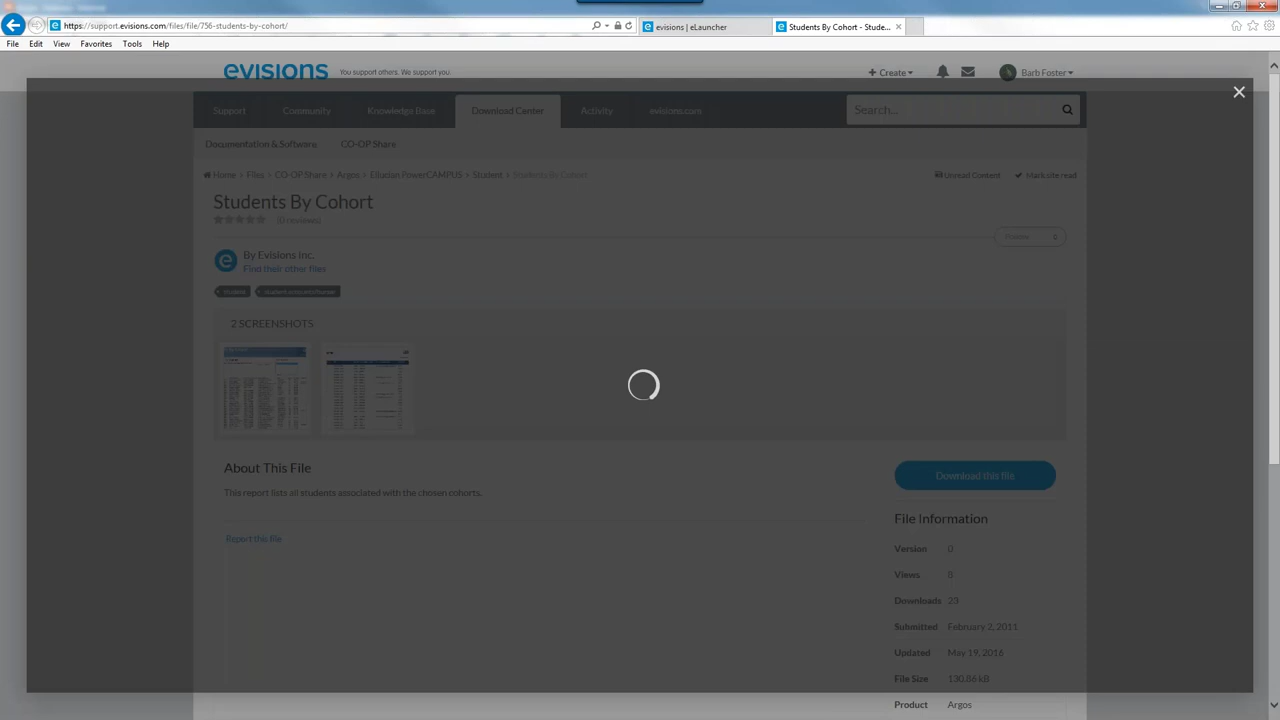 https://support.evisions.com/files/file/756-students-by-cohort/
evisions | eLauncher
Students By Cohort - Stude...
File Edit View Favorites Tools Help
evisions You support others. We support you.
Create
Barb Foster
Support Community Knowledge Base Download Center Activity evisions.com
Search...
Documentation & Software CO-OP Share
Home > Files > CO-OP Share > Argos > Ellucian PowerCAMPUS > Student > Students By Cohort
Unread Content Mark site read
Students By Cohort
(0 reviews)
By Evisions Inc.
Find their other files
2 SCREENSHOTS
About This File
Download this file
This report lists all students associated with the chosen cohorts.
File Information
Report this file
Version 0
Views 8
Downloads 23
Submitted February 2, 2011
Updated May 19, 2016
File Size 130.86 kB
Product Argos